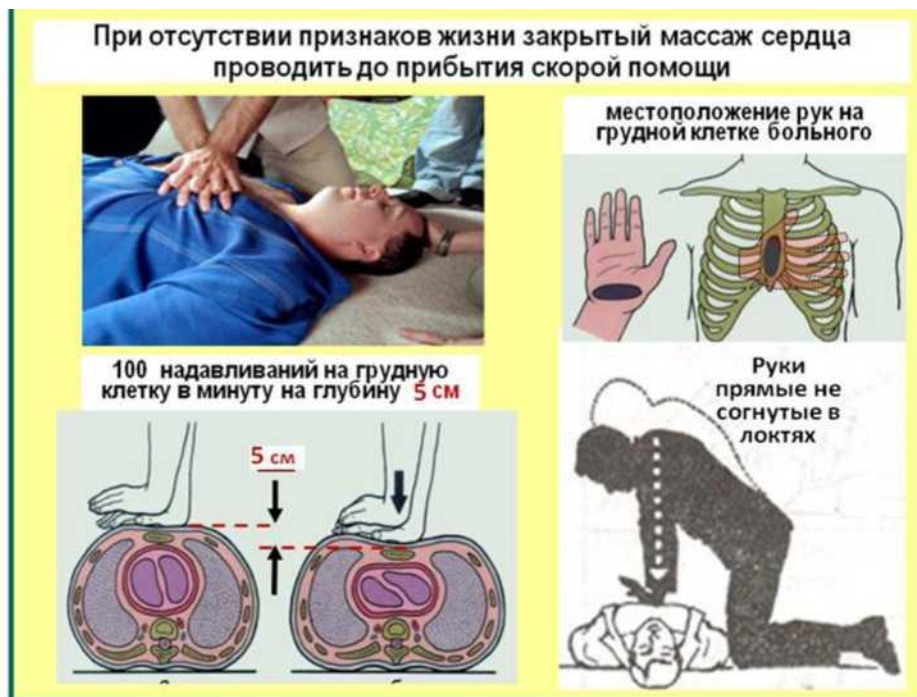 При отсутствии признаков жизни закрытый массаж сердца
проводить до прибытия скорой помощи
местоположение рук на
грудной клетке больного
100 надавливаний на грудную
клетку в минуту на глубину 5 см
5 см
Руки
прямые не
согнутые в
локтях